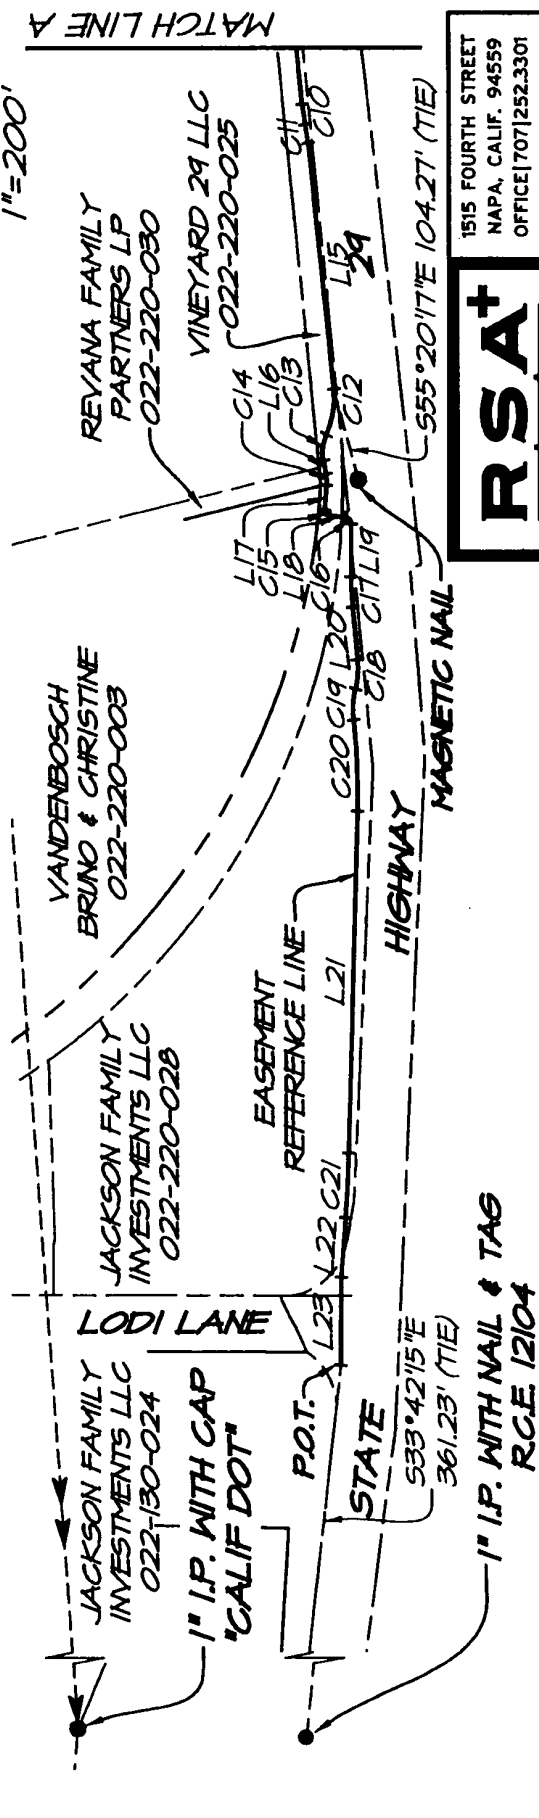 1"=200'
MATCH LINE A
REVANA FAMILY
PARTNERS LP
022-220-030
VINEYARD 29 LLC
022-220-025
VANDENBOSCH
BRUNO & CHRISTINE
022-220-003
JACKSON FAMILY
INVESTMENTS LLC
022-220-028
JACKSON FAMILY
INVESTMENTS LLC
022-130-024
LODI LANE
1" I.P. WITH CAP
"CALIF DOT"
EASEMENT
REFERENCE LINE
P.O.T.
L23
L22
C21
L21
C20
C19
C18
L20
C17
L19
C16
L18
C15
L17
C14
L16
C13
C12
L15
C11
C10
STATE
HIGHWAY
29
S33°42'15"E
361.23' (TIE)
S55°20'17"E 104.27' (TIE)
MAGNETIC NAIL
1" I.P. WITH NAIL & TAG
R.C.E. 12104
RSA+
1515 FOURTH STREET
NAPA, CALIF. 94559
OFFICE|707|252.3301